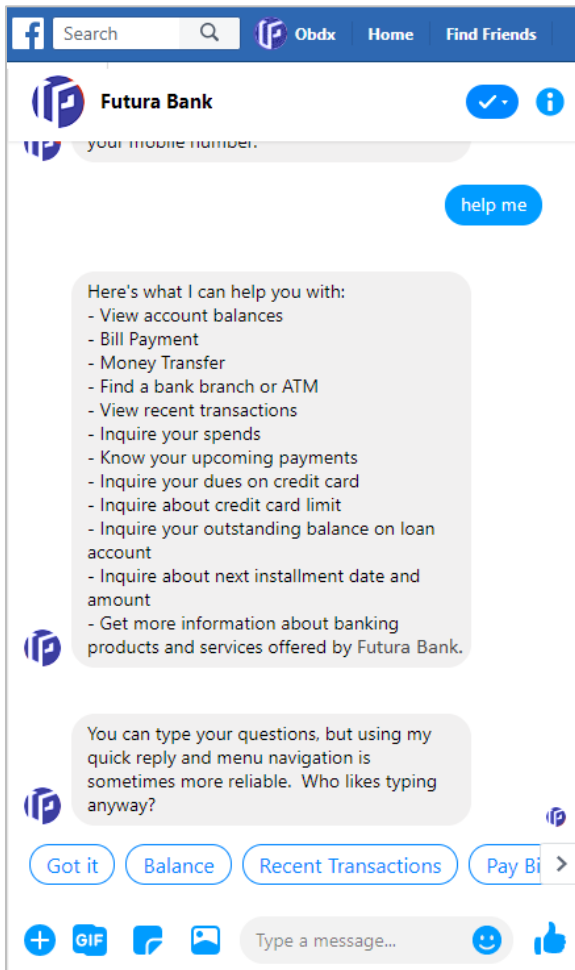 Search
Obdx
Home
Find Friends
Futura Bank
your mobile number.
help me
Here's what I can help you with:
- View account balances
- Bill Payment
- Money Transfer
- Find a bank branch or ATM
- View recent transactions
- Inquire your spends
- Know your upcoming payments
- Inquire your dues on credit card
- Inquire about credit card limit
- Inquire your outstanding balance on loan
account
- Inquire about next installment date and
amount
- Get more information about banking
products and services offered by Futura Bank.
You can type your questions, but using my
quick reply and menu navigation is
sometimes more reliable.  Who likes typing
anyway?
Got it
Balance
Recent Transactions
Pay Bi
GIF
Type a message...